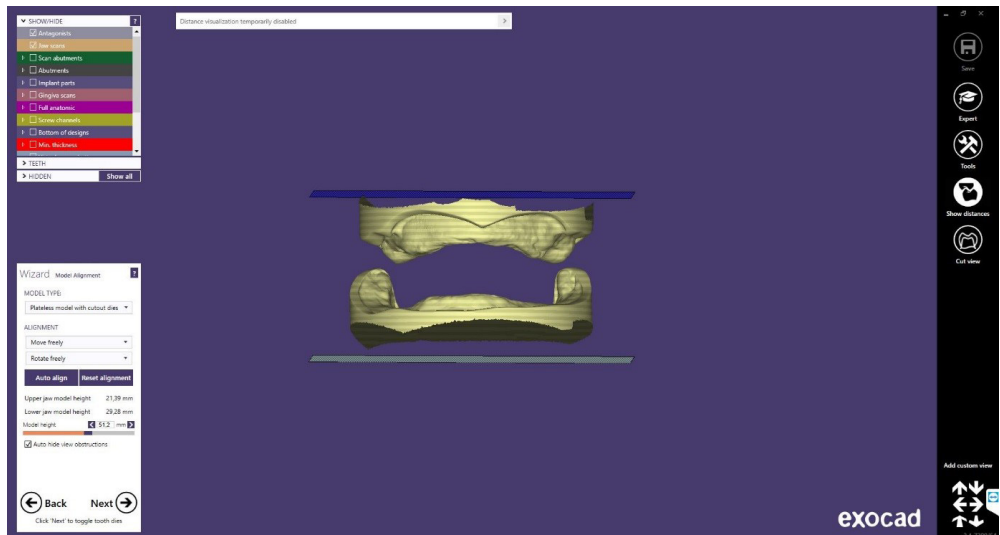 SHOW/HIDE
?
Antagonists
Jaw scans
Scan abutments
Abutments
Implant parts
Gingiva scans
Full anatomic
Screw channels
Bottom of designs
Min. thickness
TEETH
HIDDEN Show all
Distance visualization temporarily disabled
Save
Expert
Tools
Show distances
Cut view
Wizard Model Alignment ?
MODEL TYPE:
Plateless model with cutout dies
ALIGNMENT
Move freely
Rotate freely
Auto align Reset alignment
Upper jaw model height 21,39 mm
Lower jaw model height 29,28 mm
Model height 51,2 mm
Auto hide view obstructions
Back Next
Click 'Next' to toggle tooth dies
Add custom view
exocad